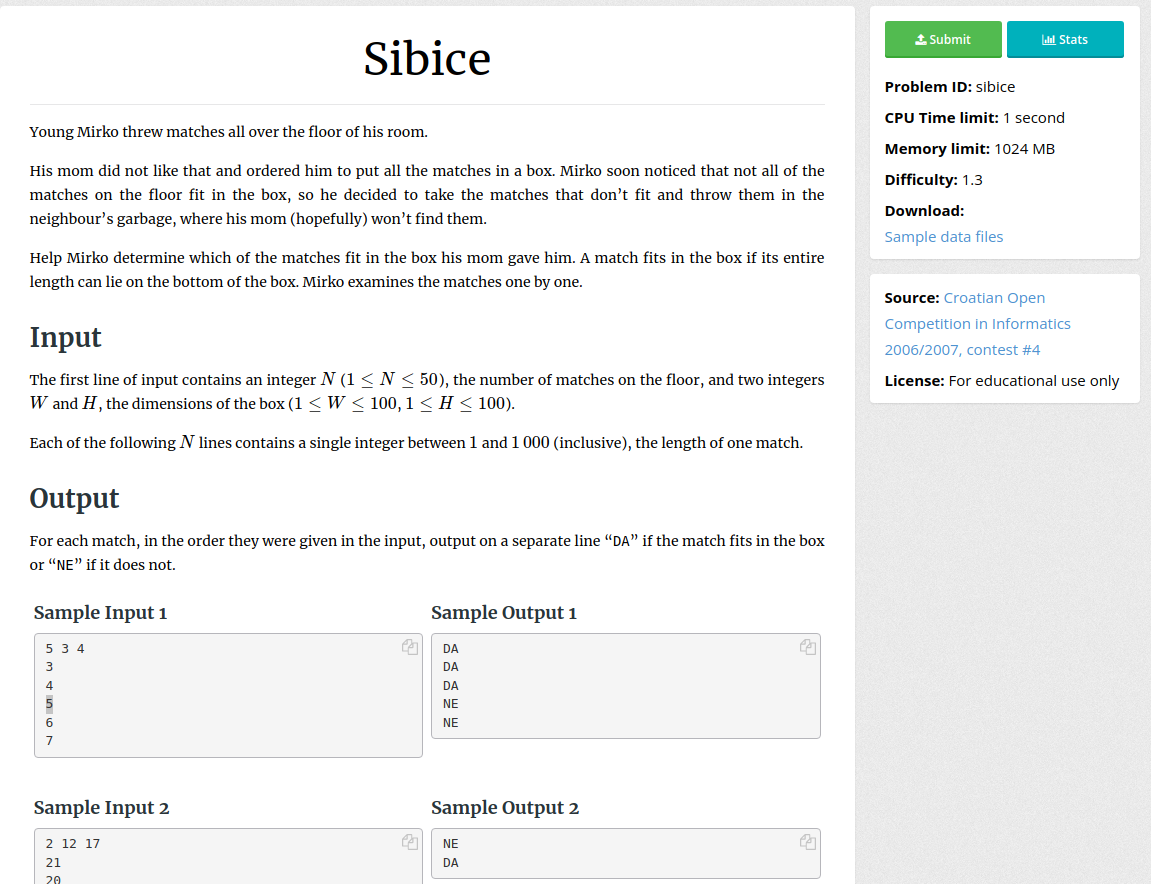 Sibice
Young Mirko threw matches all over the floor of his room.
His mom did not like that and ordered him to put all the matches in a box. Mirko soon noticed that not all of the
matches on the floor fit in the box, so he decided to take the matches that don’t fit and throw them in the
neighbour’s garbage, where his mom (hopefully) won’t find them.
Help Mirko determine which of the matches fit in the box his mom gave him. A match fits in the box if its entire
length can lie on the bottom of the box. Mirko examines the matches one by one.
Input
The first line of input contains an integer N (1 ≤ N ≤ 50), the number of matches on the floor, and two integers
W and H, the dimensions of the box (1 ≤ W ≤ 100, 1 ≤ H ≤ 100).
Each of the following N lines contains a single integer between 1 and 1 000 (inclusive), the length of one match.
Output
For each match, in the order they were given in the input, output on a separate line “DA” if the match fits in the box
or “NE” if it does not.
Sample Input 1
5 3 4
3
4
5
6
7
Sample Output 1
DA
DA
DA
NE
NE
Sample Input 2
2 12 17
21
20
Sample Output 2
NE
DA
Submit
Stats
Problem ID: sibice
CPU Time limit: 1 second
Memory limit: 1024 MB
Difficulty: 1.3
Download:
Sample data files
Source: Croatian Open
Competition in Informatics
2006/2007, contest #4
License: For educational use only